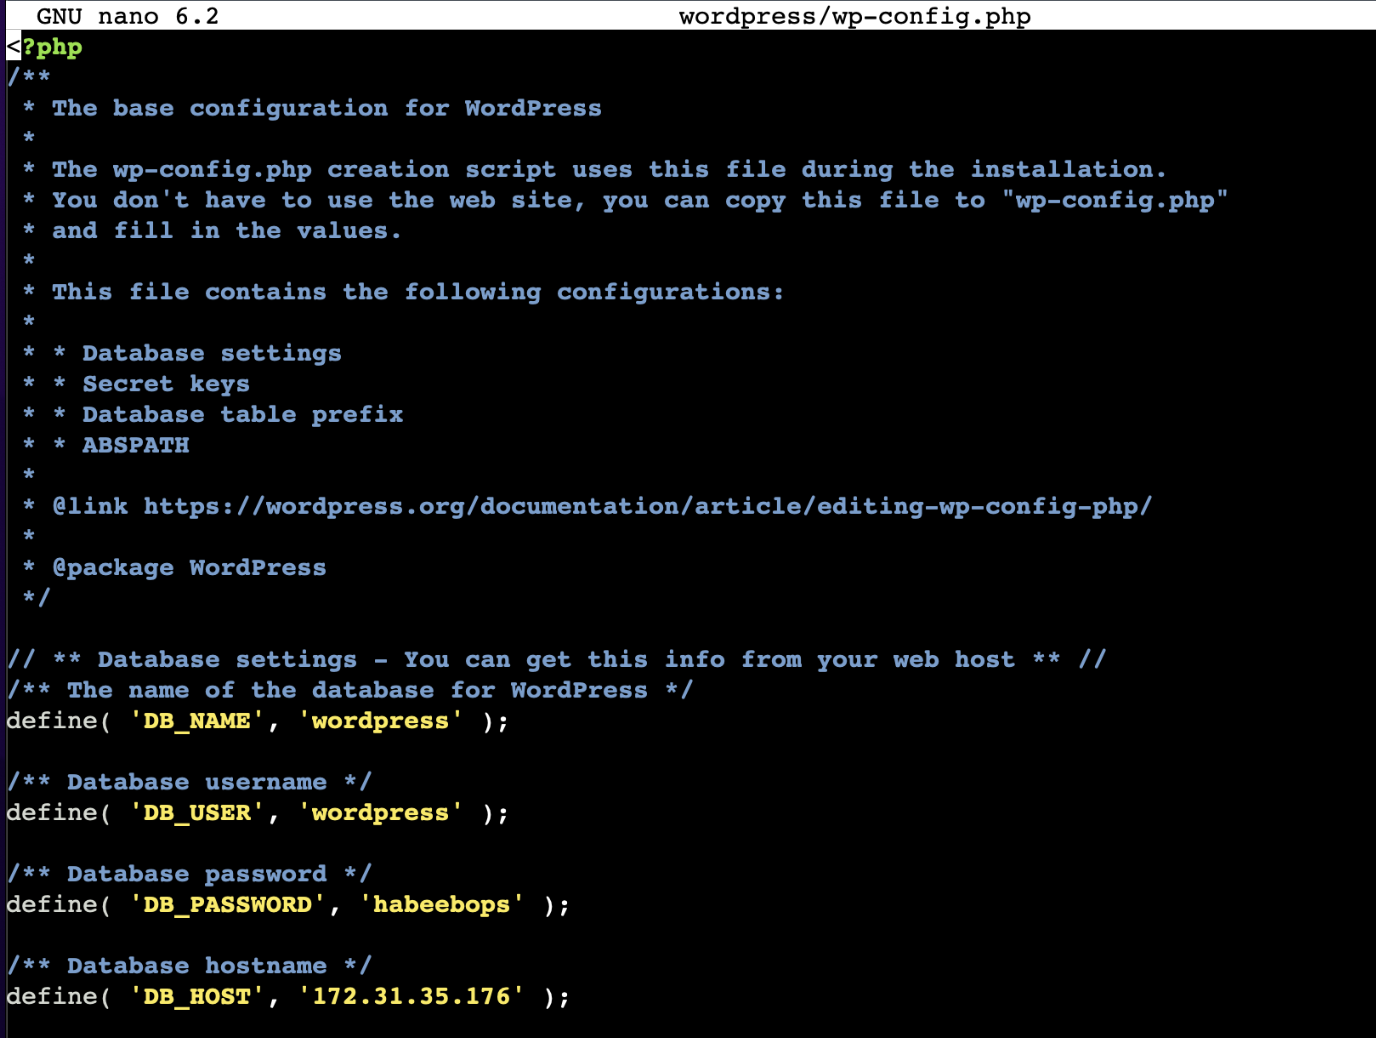 GNU nano 6.2 wordpress/wp-config.php
<?php
/**
 * The base configuration for WordPress
 *
 * The wp-config.php creation script uses this file during the installation.
 * You don't have to use the web site, you can copy this file to "wp-config.php"
 * and fill in the values.
 *
 * This file contains the following configurations:
 *
 * * Database settings
 * * Secret keys
 * * Database table prefix
 * * ABSPATH
 *
 * @link https://wordpress.org/documentation/article/editing-wp-config-php/
 *
 * @package WordPress
 */

// ** Database settings - You can get this info from your web host ** //
/** The name of the database for WordPress */
define( 'DB_NAME', 'wordpress' );

/** Database username */
define( 'DB_USER', 'wordpress' );

/** Database password */
define( 'DB_PASSWORD', 'habeebops' );

/** Database hostname */
define( 'DB_HOST', '172.31.35.176' );